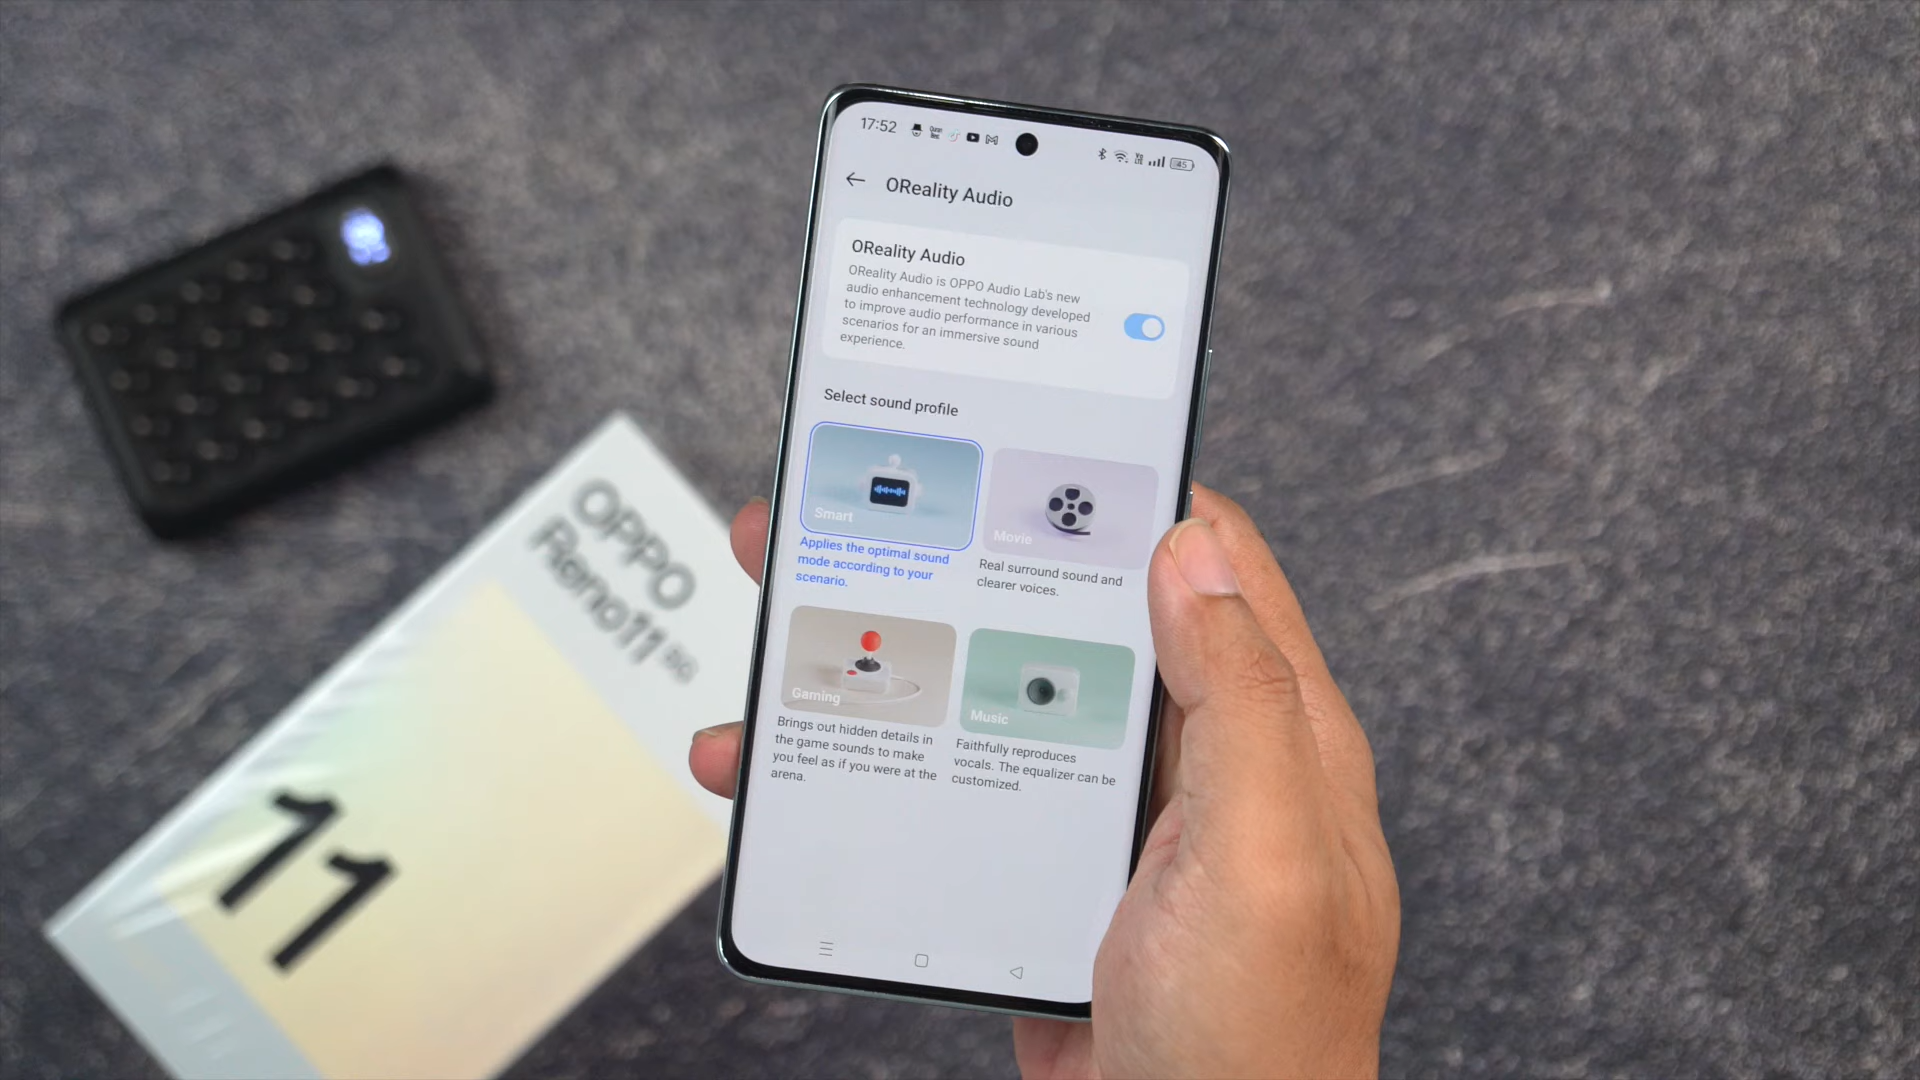 17:52
45
OReality Audio
OReality Audio
OReality Audio is OPPO Audio Lab's new
audio enhancement technology developed
to improve audio performance in various
scenarios for an immersive sound
experience.
Select sound profile
Smart
Applies the optimal sound
mode according to your
scenario.
Movie
Real surround sound and
clearer voices.
Gaming
Brings out hidden details in
the game sounds to make
you feel as if you were at the
arena.
Music
Faithfully reproduces
vocals. The equalizer can be
customized.
OPPO
Reno11 5G
11